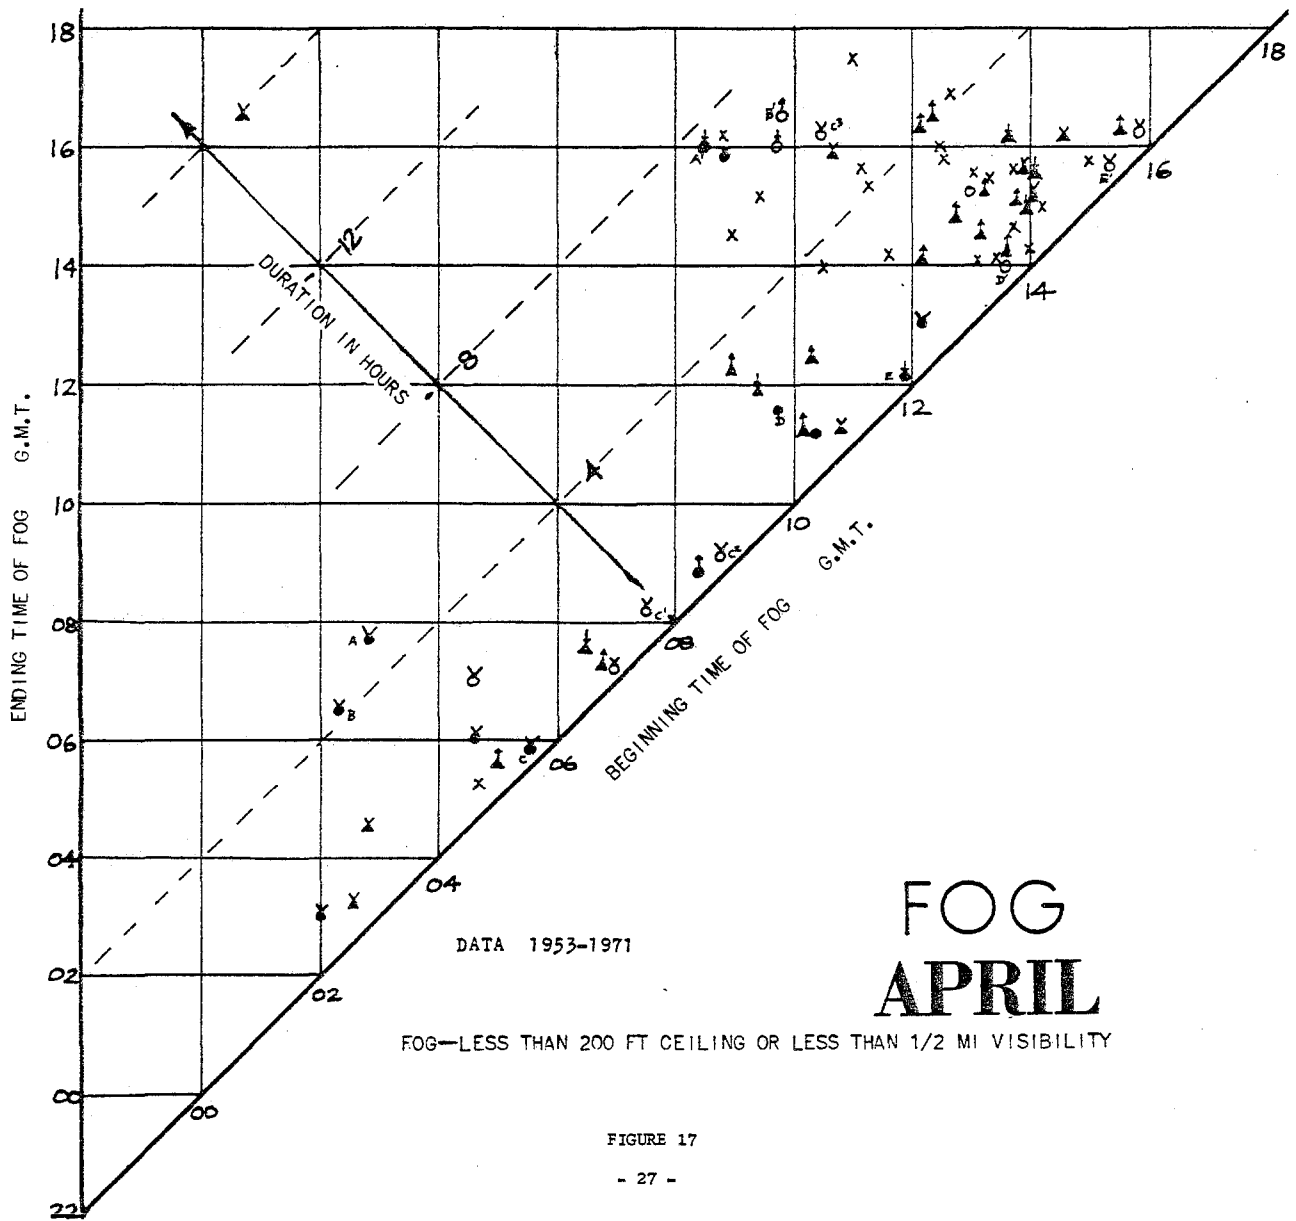 18
16
14
12
10
08
06
04
02
00
22
ENDING TIME OF FOG G.M.T.
18
16
14
12
10
08
06
04
02
00
BEGINNING TIME OF FOG G.M.T.
DURATION IN HOURS
12
8
4
A
B
C
C'
C²
C³
D
E
A'
B'
D'
E'
DATA 1953-1971
FOG
APRIL
FOG—LESS THAN 200 FT CEILING OR LESS THAN 1/2 MI VISIBILITY
FIGURE 17
- 27 -